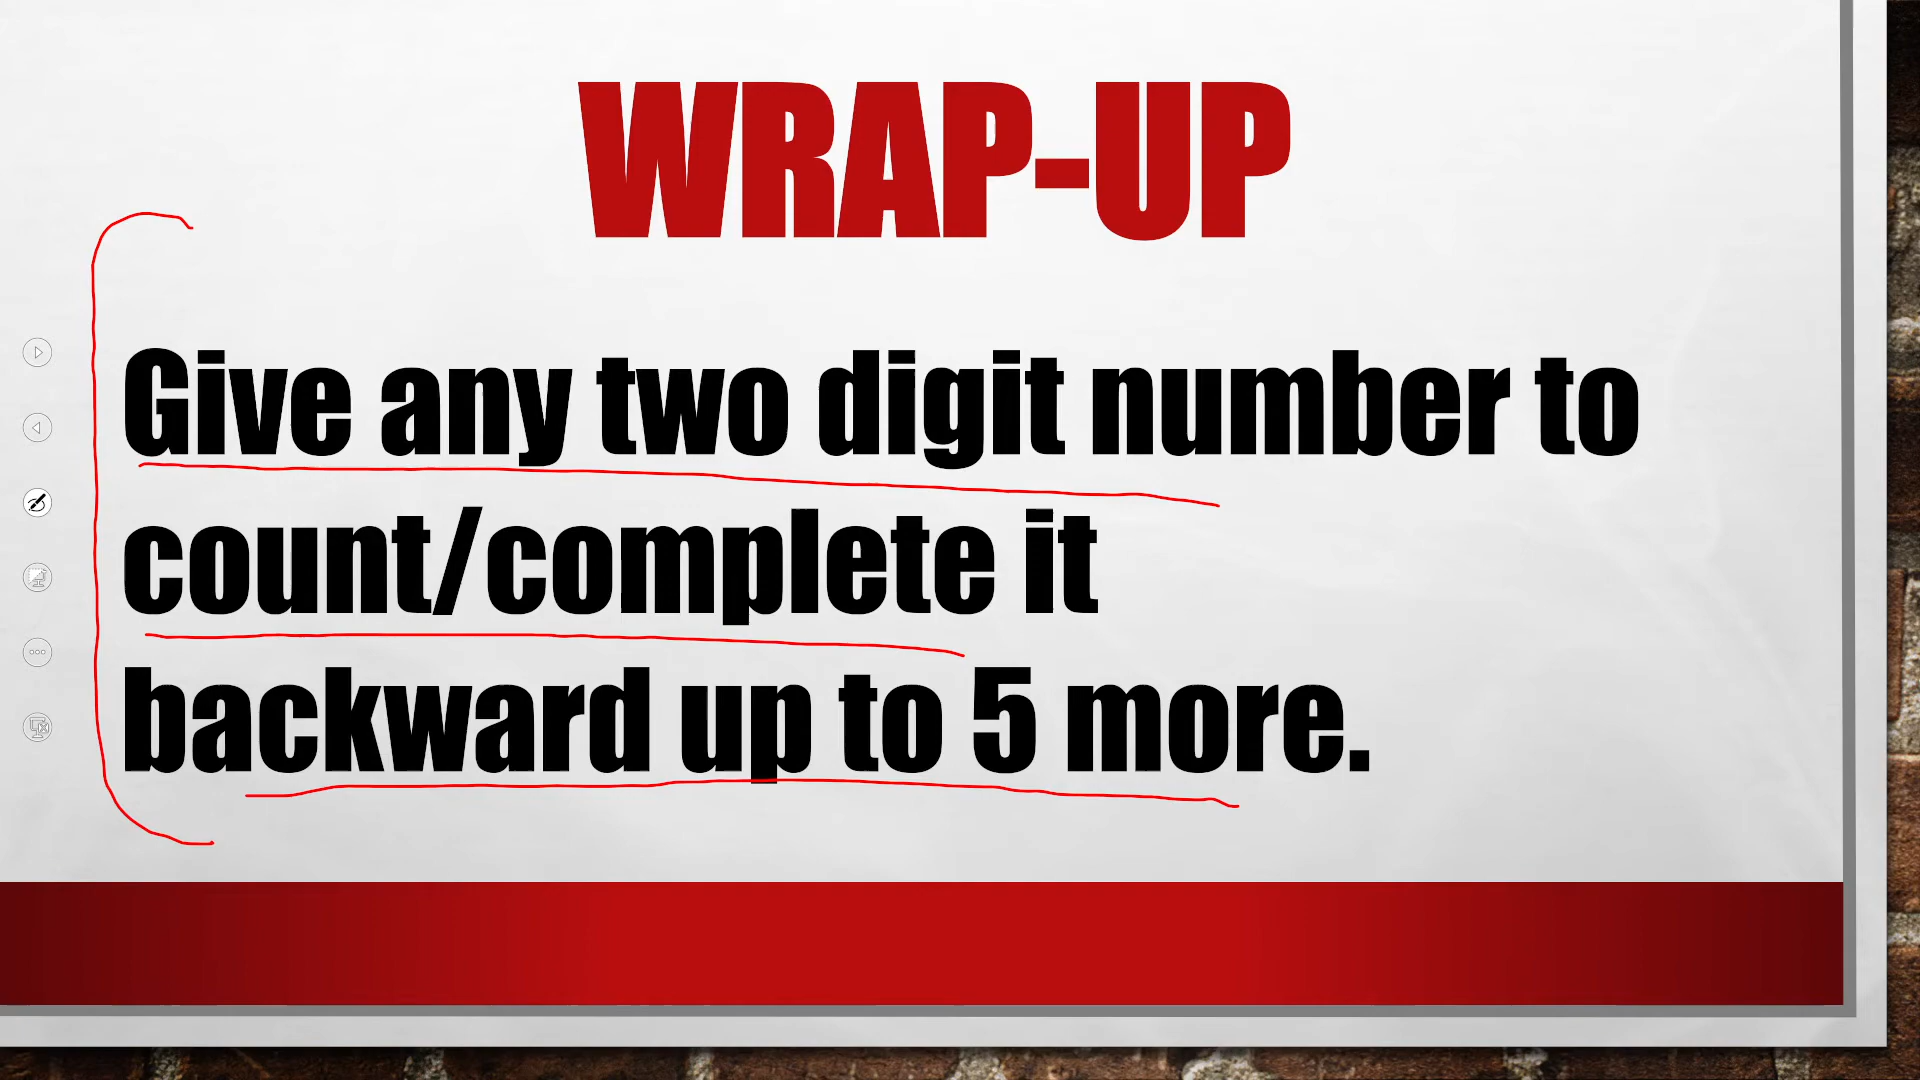 WRAP-UP
Give any two digit number to
count/complete it
backward up to 5 more.